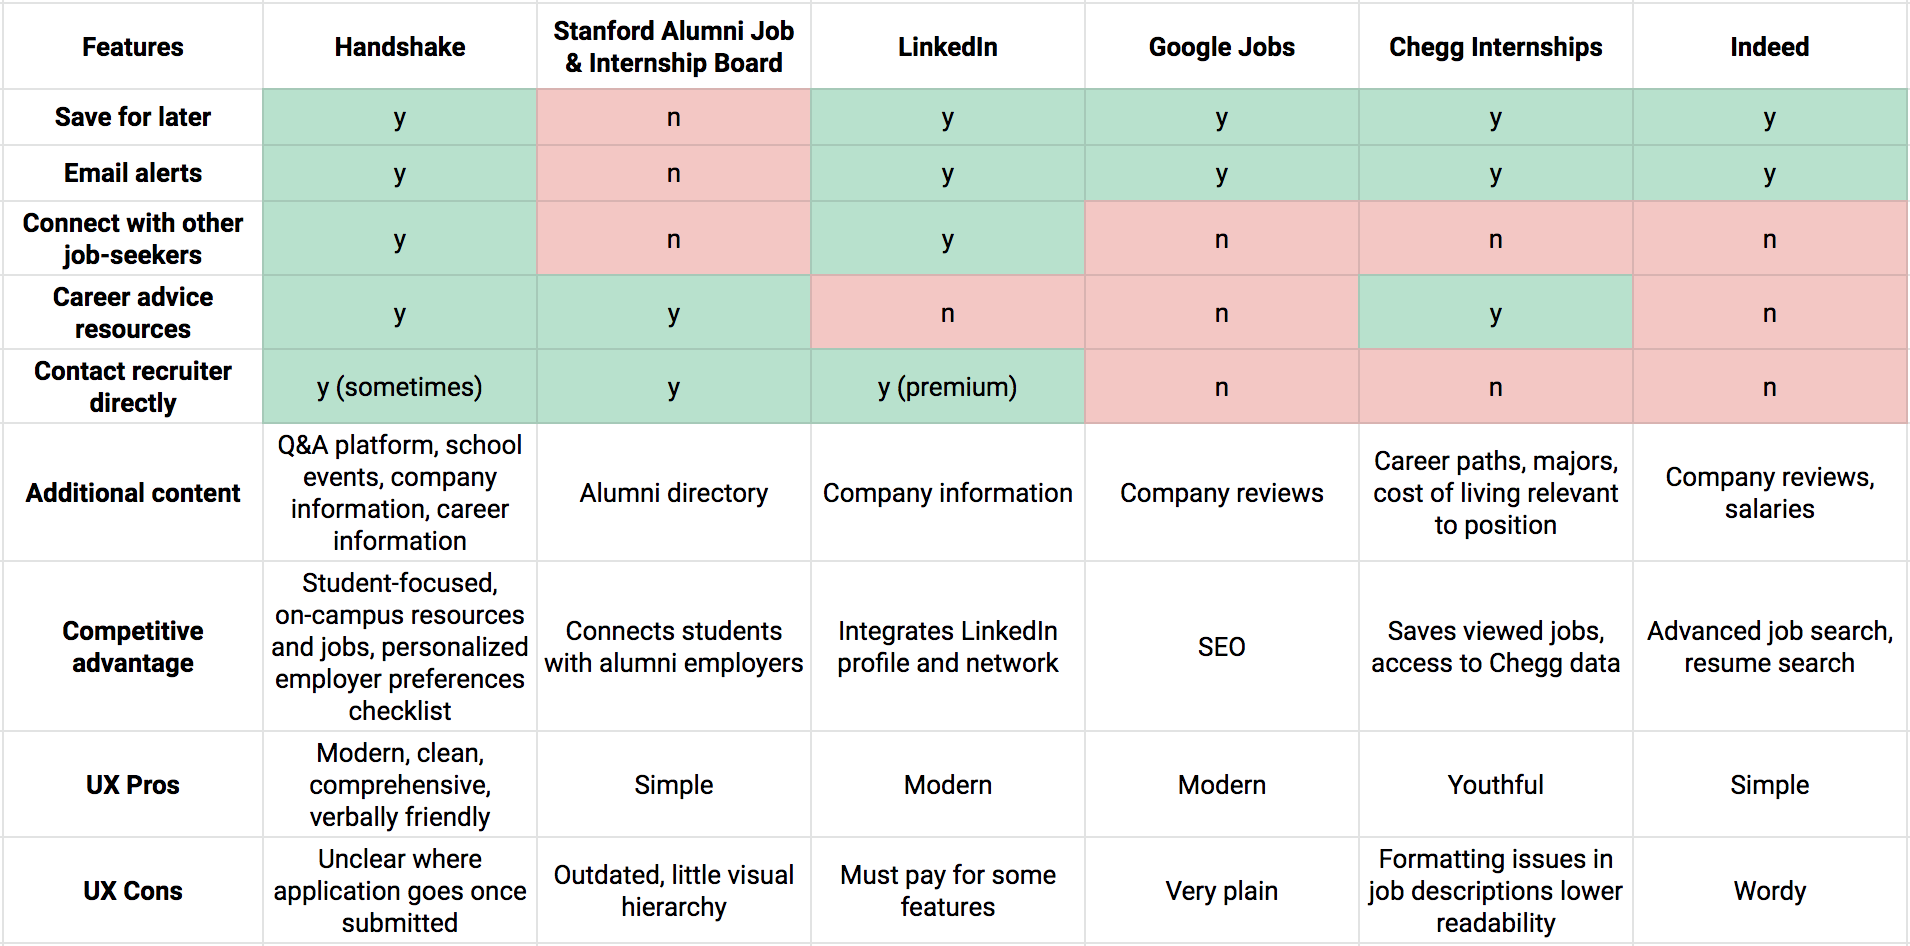 Features Handshake Stanford Alumni Job & Internship Board LinkedIn Google Jobs Chegg Internships Indeed
Save for later y n y y y y
Email alerts y n y y y y
Connect with other job-seekers y n y n n n
Career advice resources y y n n y n
Contact recruiter directly y (sometimes) y y (premium) n n n
Additional content
Q&A platform, school
events, company
information, career
information
Alumni directory
Company information
Company reviews
Career paths, majors,
cost of living relevant
to position
Company reviews,
salaries
Competitive
advantage
Student-focused,
on-campus resources
and jobs, personalized
employer preferences
checklist
Connects students
with alumni employers
Integrates LinkedIn
profile and network
SEO
Saves viewed jobs,
access to Chegg data
Advanced job search,
resume search
UX Pros
Modern, clean,
comprehensive,
verbally friendly
Simple
Modern
Modern
Youthful
Simple
UX Cons
Unclear where
application goes once
submitted
Outdated, little visual
hierarchy
Must pay for some
features
Very plain
Formatting issues in
job descriptions lower
readability
Wordy